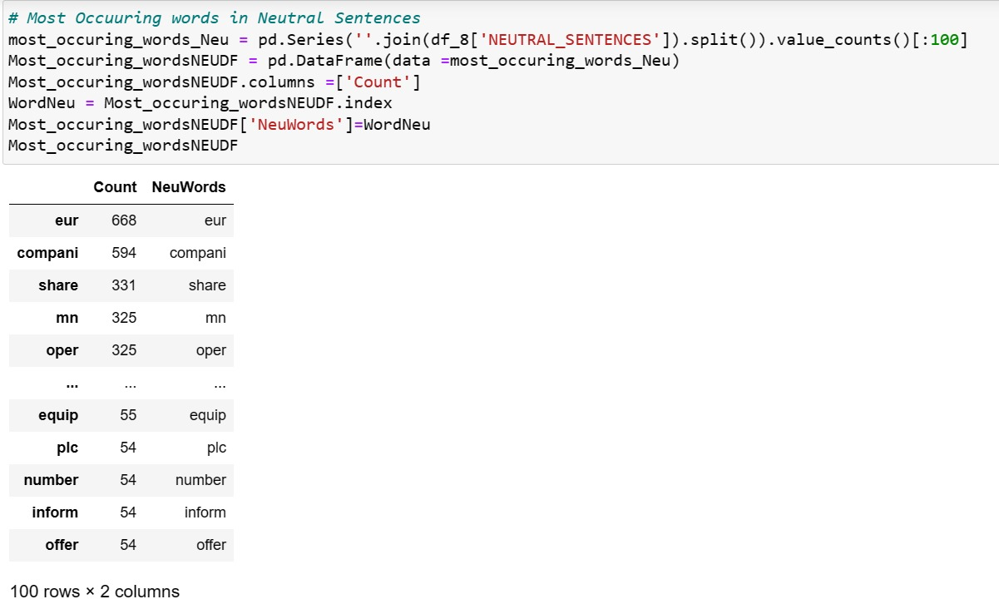 # Most Occuuring words in Neutral Sentences
most_occuring_words_Neu = pd.Series(''.join(df_8['NEUTRAL_SENTENCES']).split()).value_counts()[:100]
Most_occuring_wordsNEUDF = pd.DataFrame(data =most_occuring_words_Neu)
Most_occuring_wordsNEUDF.columns =['Count']
WordNeu = Most_occuring_wordsNEUDF.index
Most_occuring_wordsNEUDF['NeuWords']=WordNeu
Most_occuring_wordsNEUDF
Count NeuWords
eur 668 eur
compani 594 compani
share 331 share
mn 325 mn
oper 325 oper
... ... ...
equip 55 equip
plc 54 plc
number 54 number
inform 54 inform
offer 54 offer
100 rows × 2 columns